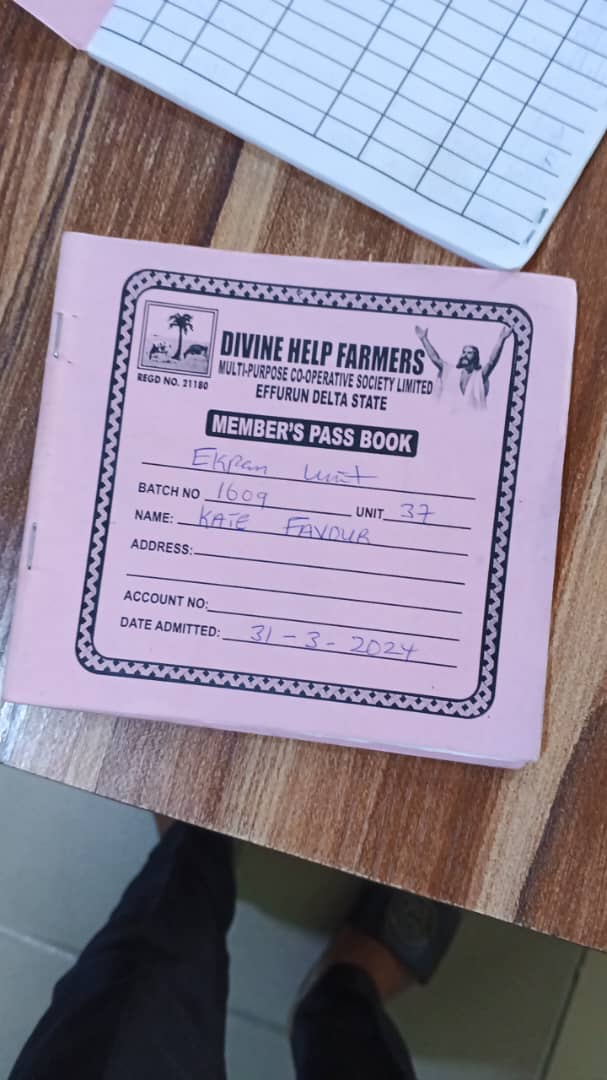 REGD NO. 21180
DIVINE HELP FARMERS
MULTI-PURPOSE CO-OPERATIVE SOCIETY LIMITED
EFFURUN DELTA STATE
MEMBER'S PASS BOOK
Ekpan unit
BATCH NO 1609 UNIT 37
NAME: KATE FAVOUR
ADDRESS:
ACCOUNT NO:
DATE ADMITTED: 31-3-2024